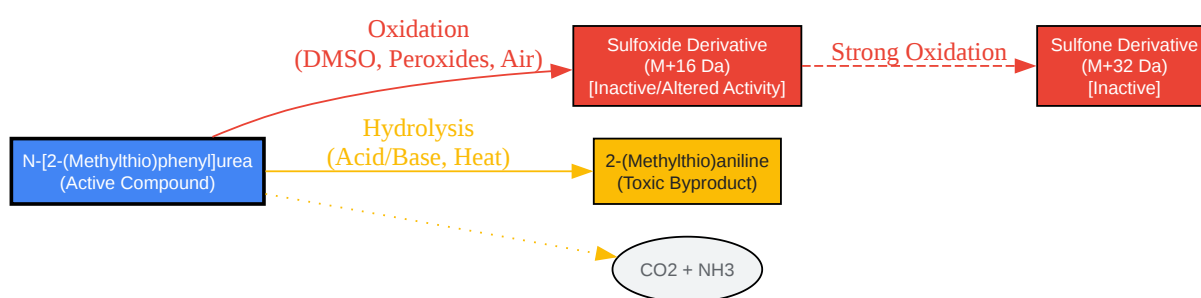 Oxidation
(DMSO, Peroxides, Air)
Sulfoxide Derivative
(M+16 Da)
[Inactive/Altered Activity]
Strong Oxidation
Sulfone Derivative
(M+32 Da)
[Inactive]
N-[2-(Methylthio)phenyl]urea
(Active Compound)
Hydrolysis
(Acid/Base, Heat)
2-(Methylthio)aniline
(Toxic Byproduct)
CO2 + NH3